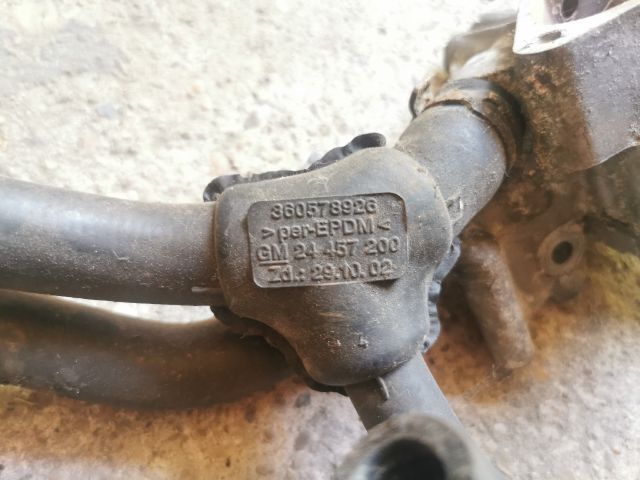 360578926
>per-EPDM<
GM 24 457 200
Zd.: 29.10.02